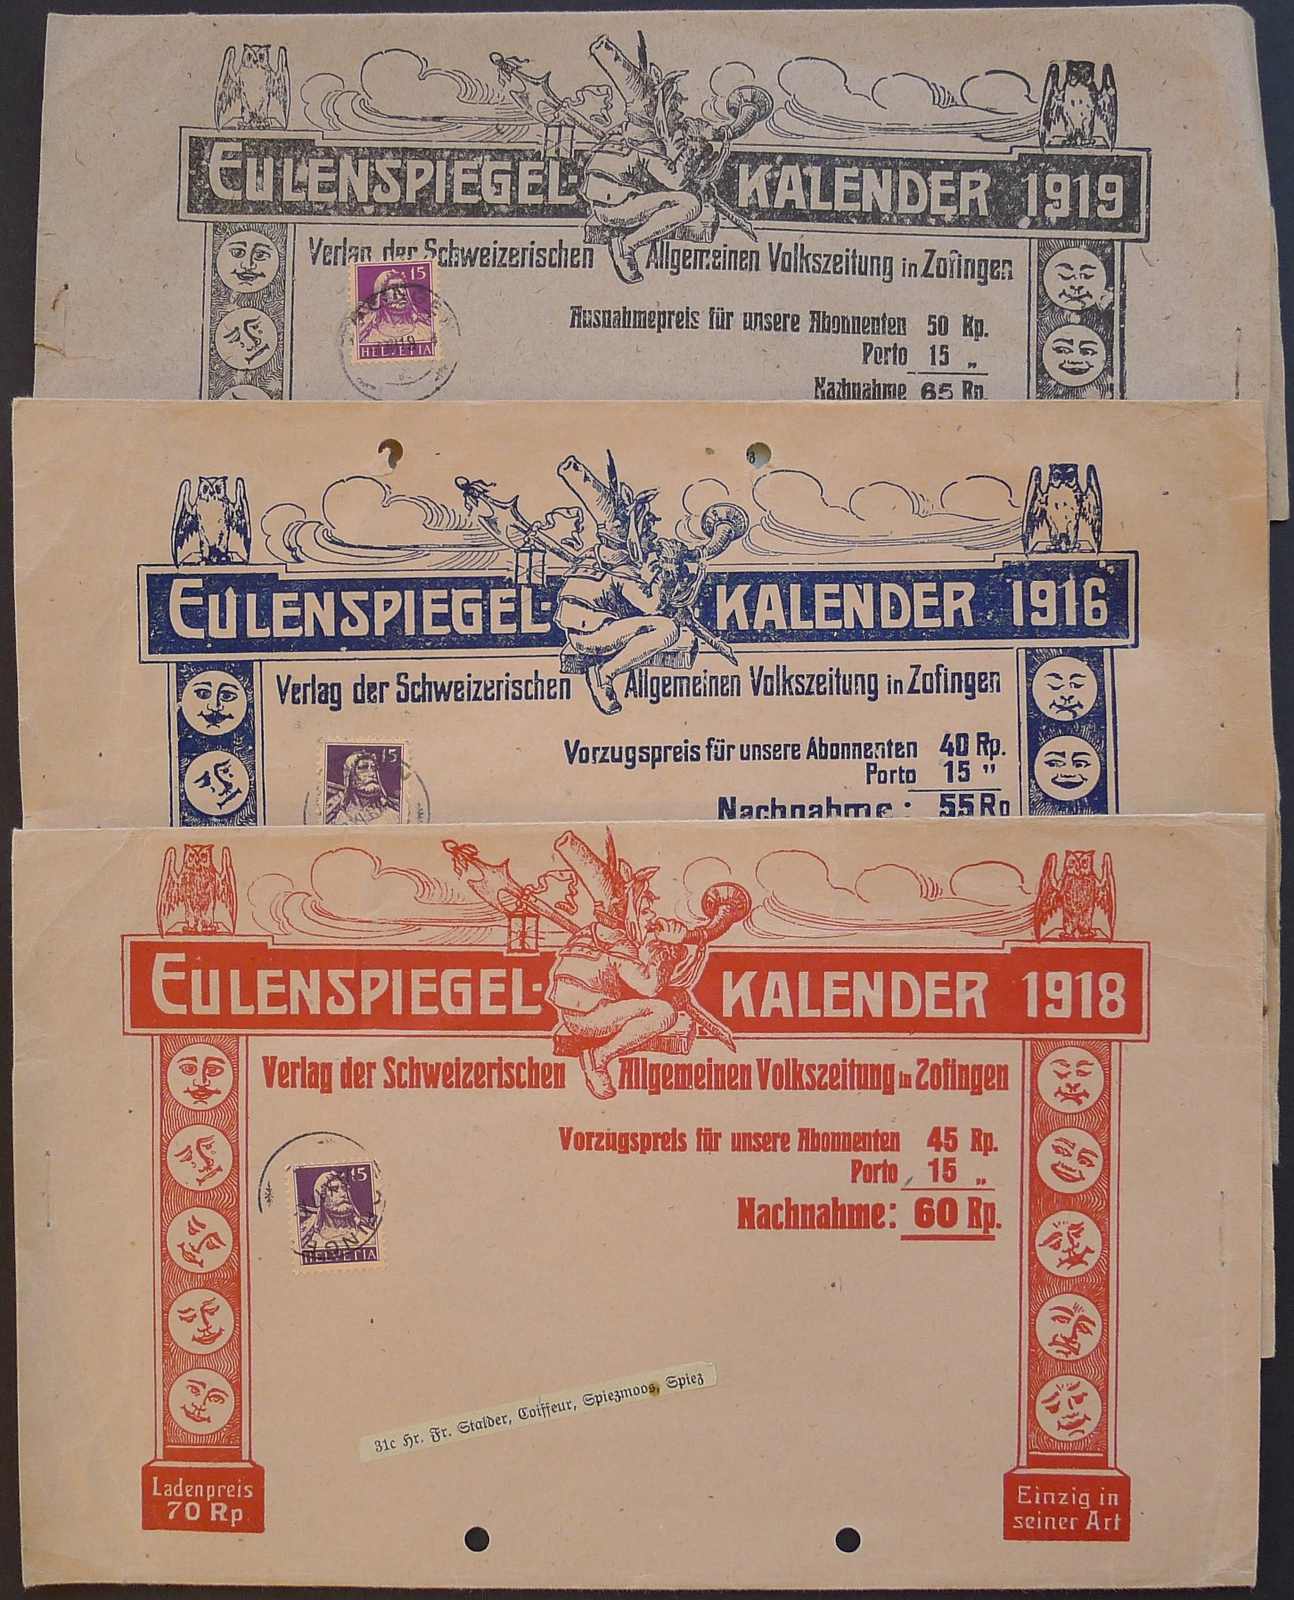 EULENSPIEGEL-KALENDER 1919
Verlag der Schweizerischen Allgemeinen Volkszeitung in Zofingen
15
HELVETIA
Ausnahmepreis für unsere Abonnenten 50 Rp.
Porto 15 "
Nachnahme 65 Rp.
EULENSPIEGEL-KALENDER 1916
Verlag der Schweizerischen Allgemeinen Volkszeitung in Zofingen
15
Vorzugspreis für unsere Abonnenten 40 Rp.
Porto 15 "
Nachnahme: 55 Rp
EULENSPIEGEL-KALENDER 1918
Verlag der Schweizerischen Allgemeinen Volkszeitung in Zofingen
15
HELVETIA
Vorzugspreis für unsere Abonnenten 45 Rp.
Porto 15 "
Nachnahme: 60 Rp.
31c Hr. Fr. Stalder, Coiffeur, Spiezmoos, Spiez
Ladenpreis
70 Rp
Einzig in
seiner Art